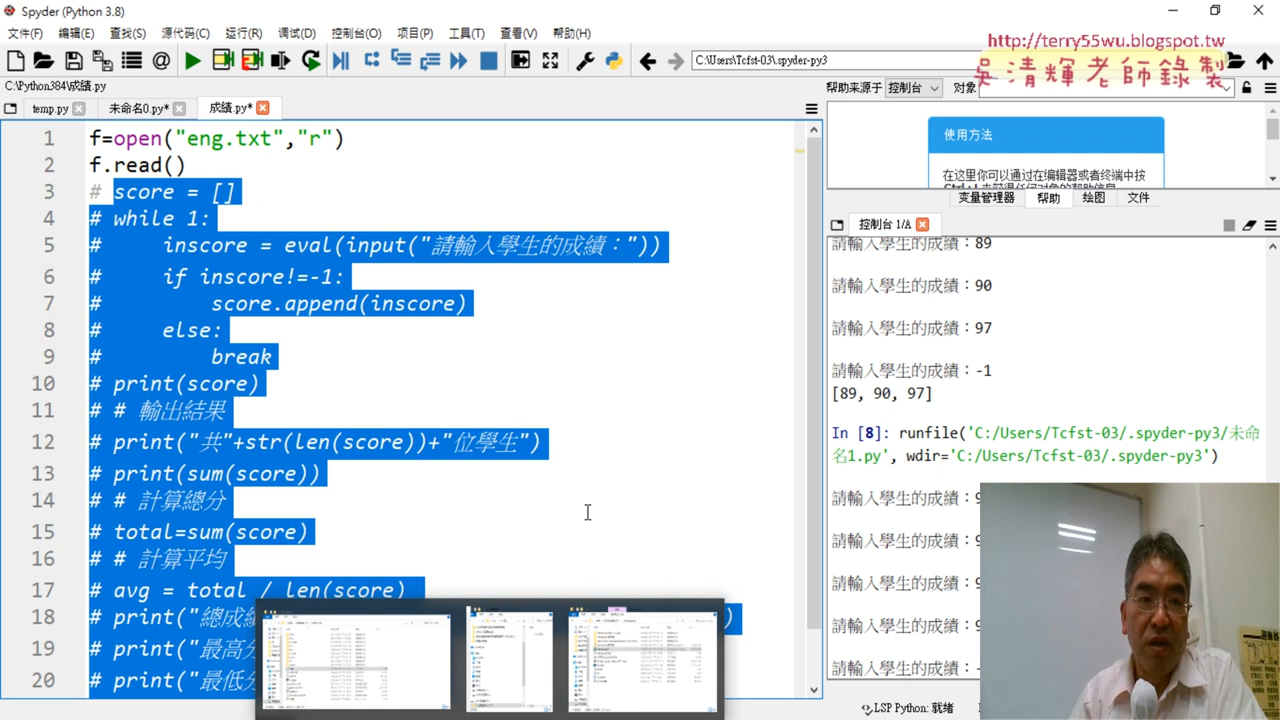 Spyder (Python 3.8)
文件(F) 编辑(E) 查找(S) 源代码(C) 运行(R) 调试(D) 控制台(O) 项目(P) 工具(T) 查看(V) 帮助(H)
http://terry55wu.blogspot.tw
吳清輝老師錄製
C:\Users\Tcfst-03\.spyder-py3
C:\Python384\成績.py
帮助来源于 控制台 对象
temp.py 未命名0.py* 成績.py*
使用方法
在这里你可以通过在编辑器或者终端中按
变量管理器 帮助 绘图 文件
控制台 1/A
1 f=open("eng.txt","r")
2 f.read()
3 # score = []
4 # while 1:
5 #     inscore = eval(input("請輸入學生的成績："))
6 #     if inscore!=-1:
7 #         score.append(inscore)
8 #     else:
9 #         break
10 # print(score)
11 # # 輸出結果
12 # print("共"+str(len(score))+"位學生")
13 # print(sum(score))
14 # # 計算總分
15 # total=sum(score)
16 # # 計算平均
17 # avg = total / len(score)
18 # print("總成
19 # print("最高
20 # print("最低
請輸入學生的成績：89
請輸入學生的成績：90
請輸入學生的成績：97
請輸入學生的成績：-1
[89, 90, 97]
In [8]: runfile('C:/Users/Tcfst-03/.spyder-py3/未命
名1.py', wdir='C:/Users/Tcfst-03/.spyder-py3')
請輸入學生的成績：9
請輸入學生的成績：9
請輸入學生的成績：9
請輸入學生的成績：9
請輸入學生的成績：-
LSP Python: 就绪